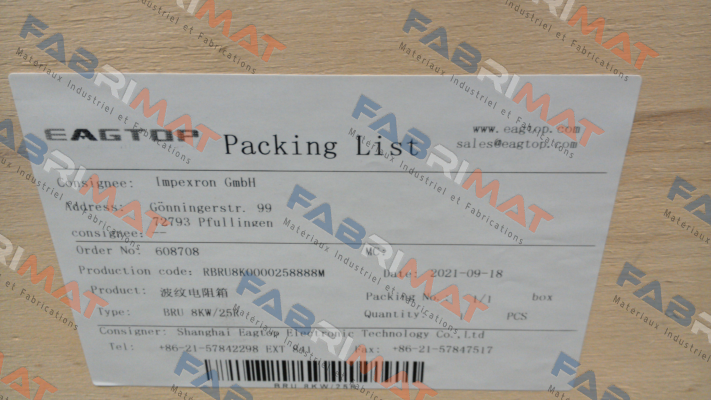 EAGTOP Packing List
www.eagtop.com
sales@eagtop.com
Consignee: Impexron GmbH
Address: Gönningerstr. 99
72793 Pfullingen
consignee: --
Order No: 608708
Production code: RBRU8K0000258888M Date: 2021-09-18
Product: 波纹电阻箱 Packing No. 1/1 box
Type: BRU 8KW/25R Quantity: PCS
Consigner: Shanghai Eagtop Electronic Technology Co., Ltd
Tel: +86-21-57842298 EXT 841 Fax: +86-21-57847517
BRU 8KW/25R
FABRIMAT
Materiaux Industriel et Fabrications